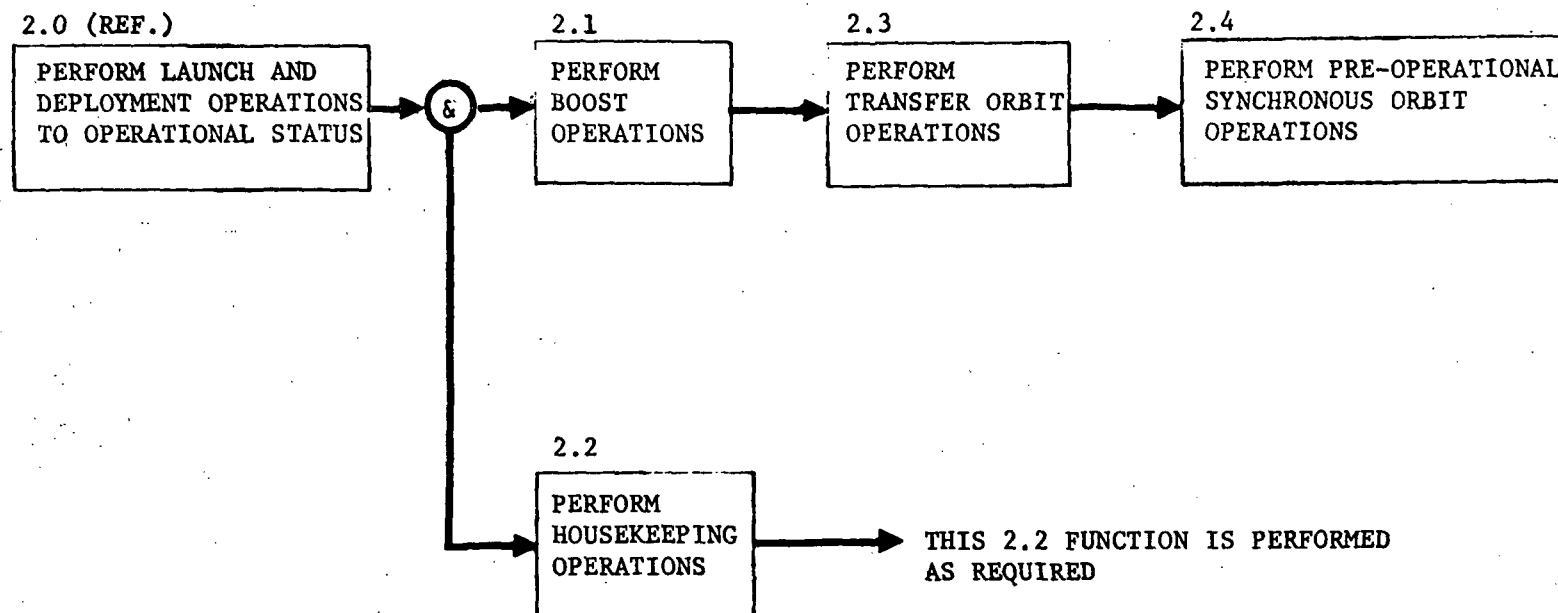 2.0 (REF.)
PERFORM LAUNCH AND
DEPLOYMENT OPERATIONS
TO OPERATIONAL STATUS
&
2.1
PERFORM
BOOST
OPERATIONS
2.3
PERFORM
TRANSFER ORBIT
OPERATIONS
2.4
PERFORM PRE-OPERATIONAL
SYNCHRONOUS ORBIT
OPERATIONS
2.2
PERFORM
HOUSEKEEPING
OPERATIONS
THIS 2.2 FUNCTION IS PERFORMED
AS REQUIRED